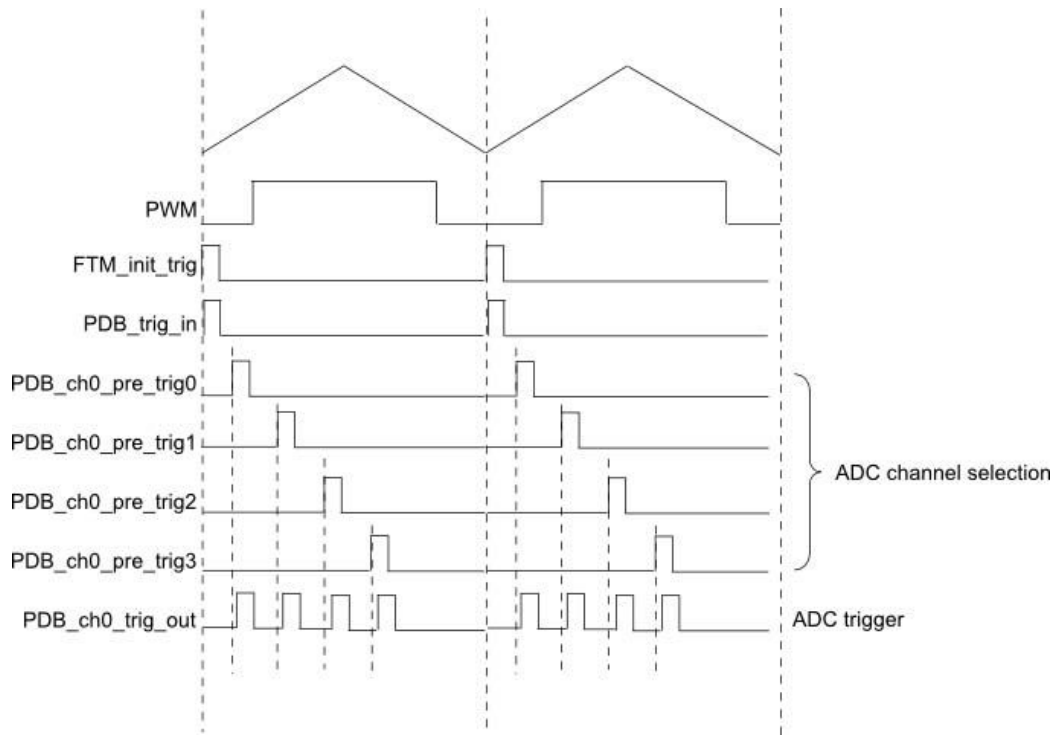 PWM
FTM_init_trig
PDB_trig_in
PDB_ch0_pre_trig0
PDB_ch0_pre_trig1
ADC channel selection
PDB_ch0_pre_trig2
PDB_ch0_pre_trig3
PDB_ch0_trig_out
ADC trigger